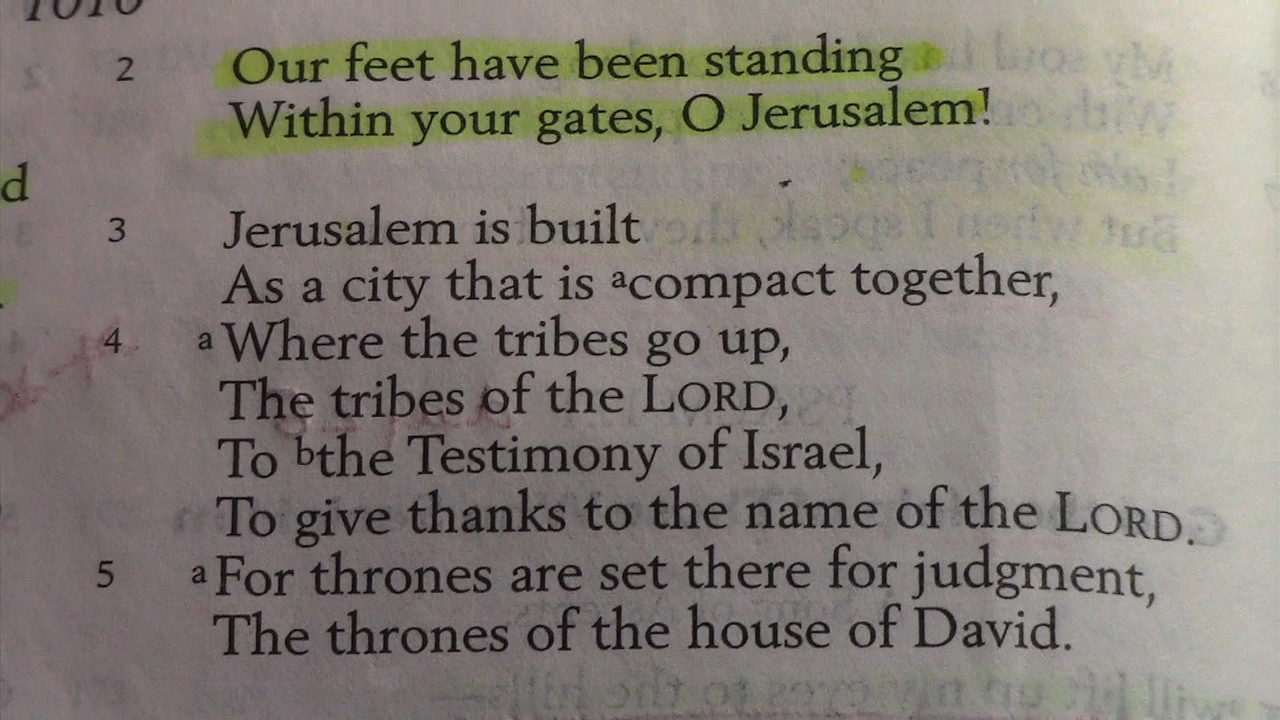 2 Our feet have been standing
Within your gates, O Jerusalem!
d
3 Jerusalem is built
As a city that is acompact together,
4 a Where the tribes go up,
The tribes of the LORD,
To bthe Testimony of Israel,
To give thanks to the name of the LORD.
5 a For thrones are set there for judgment,
The thrones of the house of David.